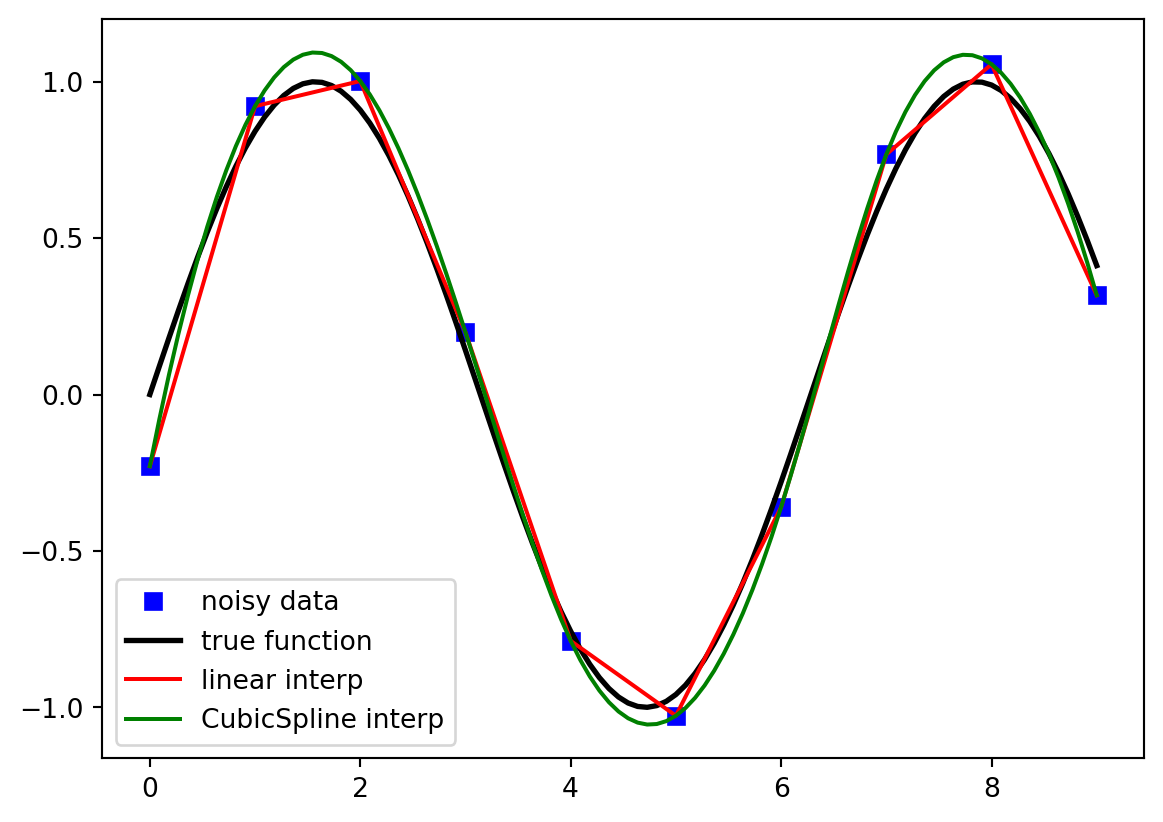 1.0
0.5
0.0
−0.5
−1.0
noisy data
true function
linear interp
CubicSpline interp
0 2 4 6 8